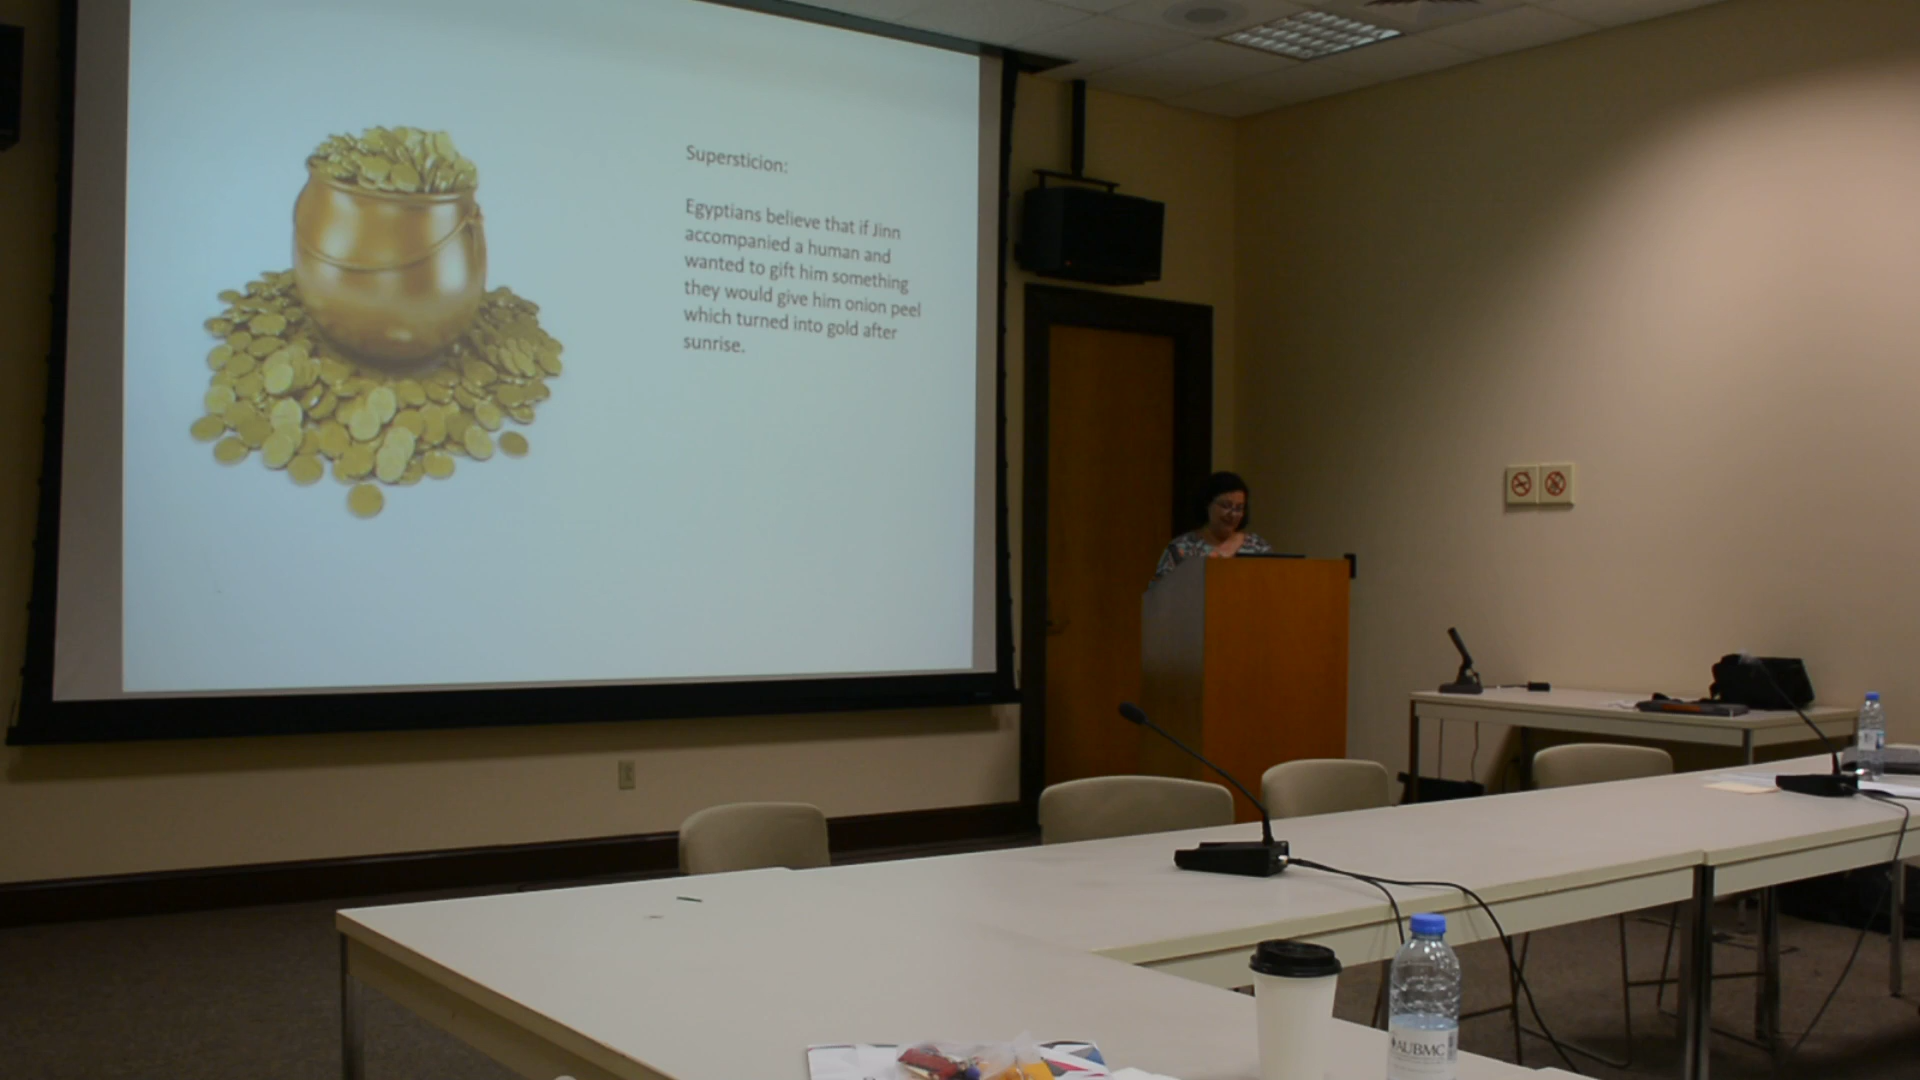 Supersticion:
Egyptians believe that if Jinn
accompanied a human and
wanted to gift him something
they would give him onion peel
which turned into gold after
sunrise.
AUBMC